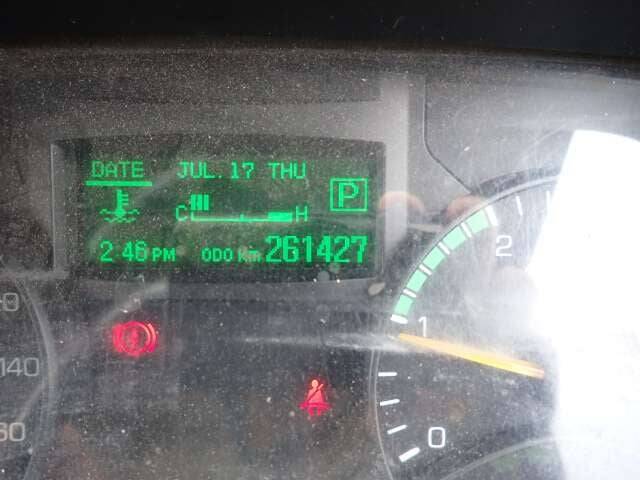 DATE JUL. 17 THU
C H P
2:46 PM ODO Km 261427
2
1
0
140